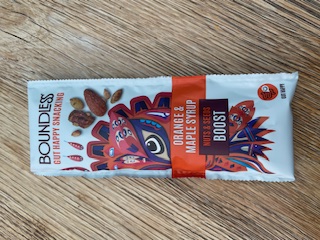 BOUNDLESS
GUT HAPPY SNACKING
ORANGE &
MAPLE SYRUP
NUTS & SEEDS
BOOST